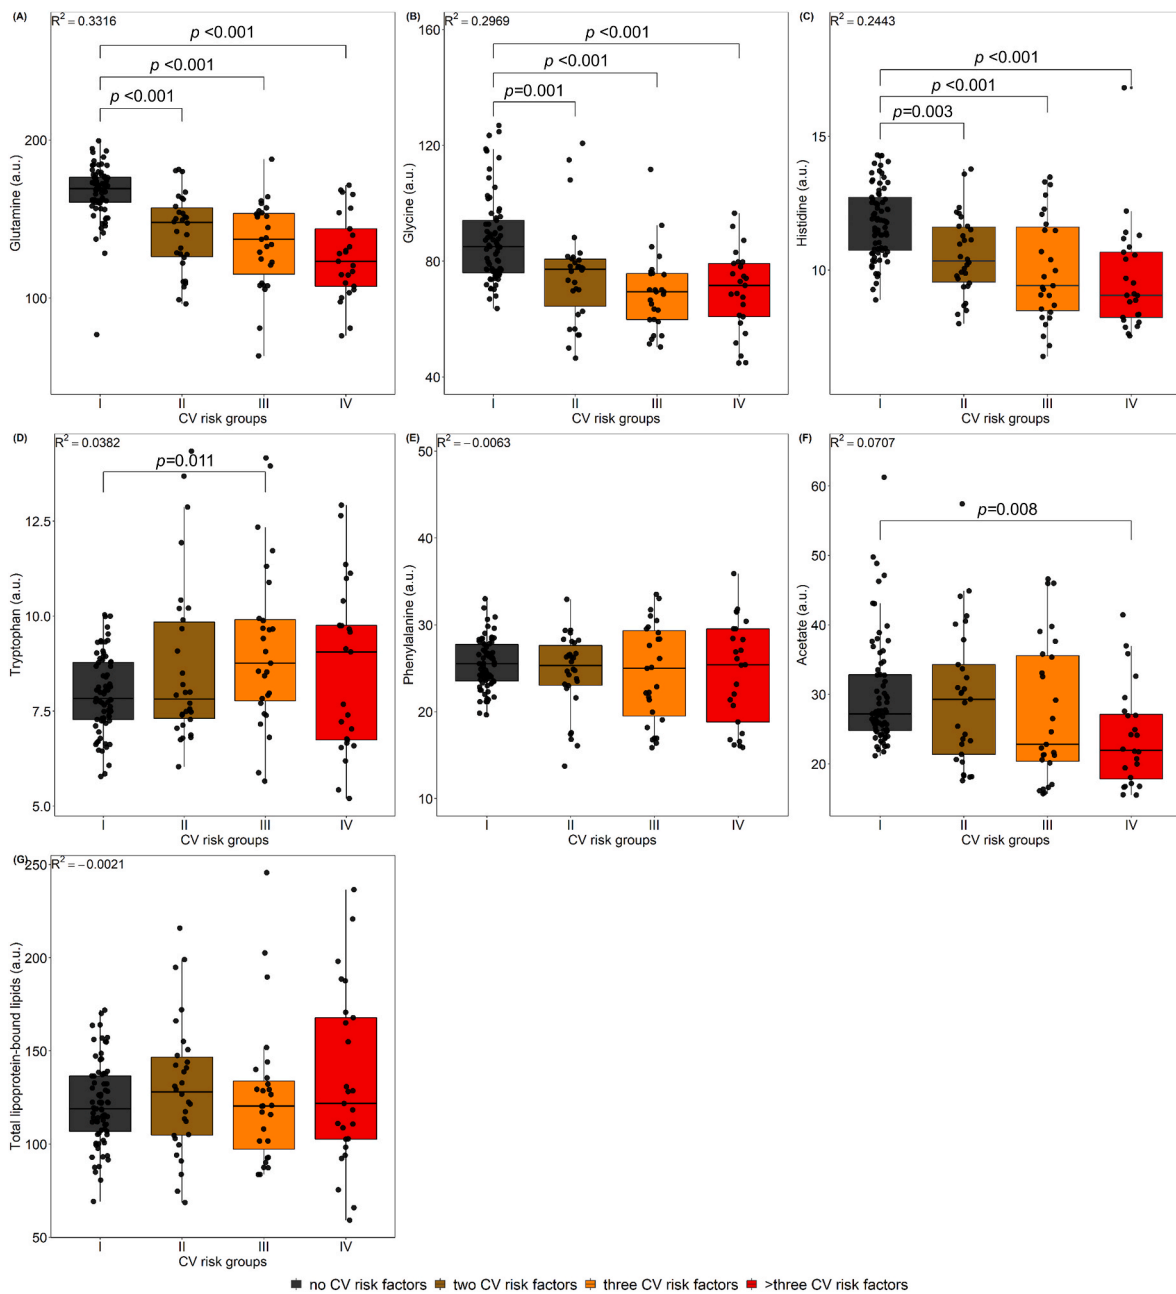 (A)
R² = 0.3316
p <0.001
p <0.001
p <0.001
200
100
Glutamine (a.u.)
I II III IV
CV risk groups
(B)
R² = 0.2969
p <0.001
p <0.001
p=0.001
160
120
80
40
Glycine (a.u.)
I II III IV
CV risk groups
(C)
R² = 0.2443
p <0.001
p <0.001
p=0.003
15
10
Histidine (a.u.)
I II III IV
CV risk groups
(D)
R² = 0.0382
p=0.011
12.5
10.0
7.5
5.0
Tryptophan (a.u.)
I II III IV
CV risk groups
(E)
R² = −0.0063
50
40
30
20
10
Phenylalanine (a.u.)
I II III IV
CV risk groups
(F)
R² = 0.0707
p=0.008
60
50
40
30
20
Acetate (a.u.)
I II III IV
CV risk groups
(G)
R² = −0.0021
250
200
150
100
50
Total lipoprotein-bound lipids (a.u.)
I II III IV
CV risk groups
no CV risk factors two CV risk factors three CV risk factors >three CV risk factors